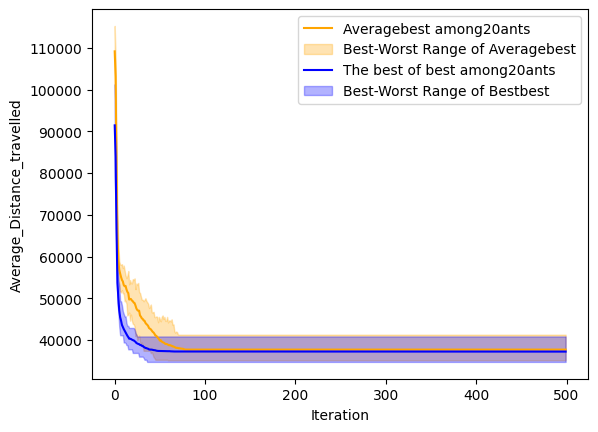 Averagebest among20ants
Best-Worst Range of Averagebest
The best of best among20ants
Best-Worst Range of Bestbest
Average_Distance_travelled
110000
100000
90000
80000
70000
60000
50000
40000
0 100 200 300 400 500
Iteration